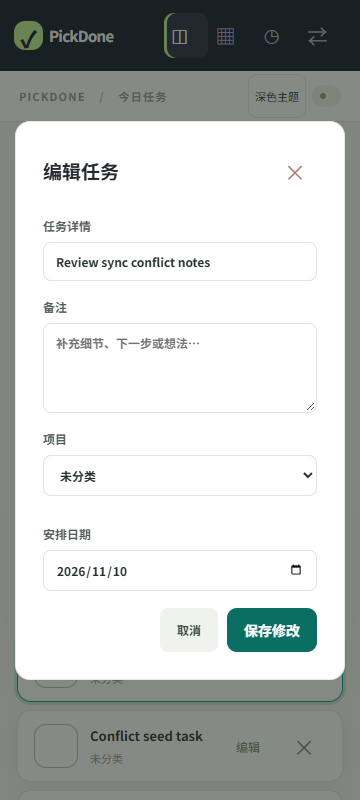 PickDone
PICKDONE / 今日任务
深色主题
编辑任务
任务详情
Review sync conflict notes
备注
补充细节、下一步或想法…
项目
未分类
安排日期
2026/11/10
取消
保存修改
未分类
Conflict seed task
编辑
未分类